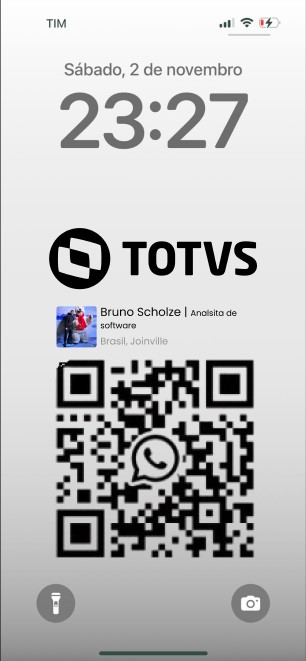 TIM
Sábado, 2 de novembro
23:27
TOTVS
Bruno Scholze | Analsita de
software
Brasil, Joinville